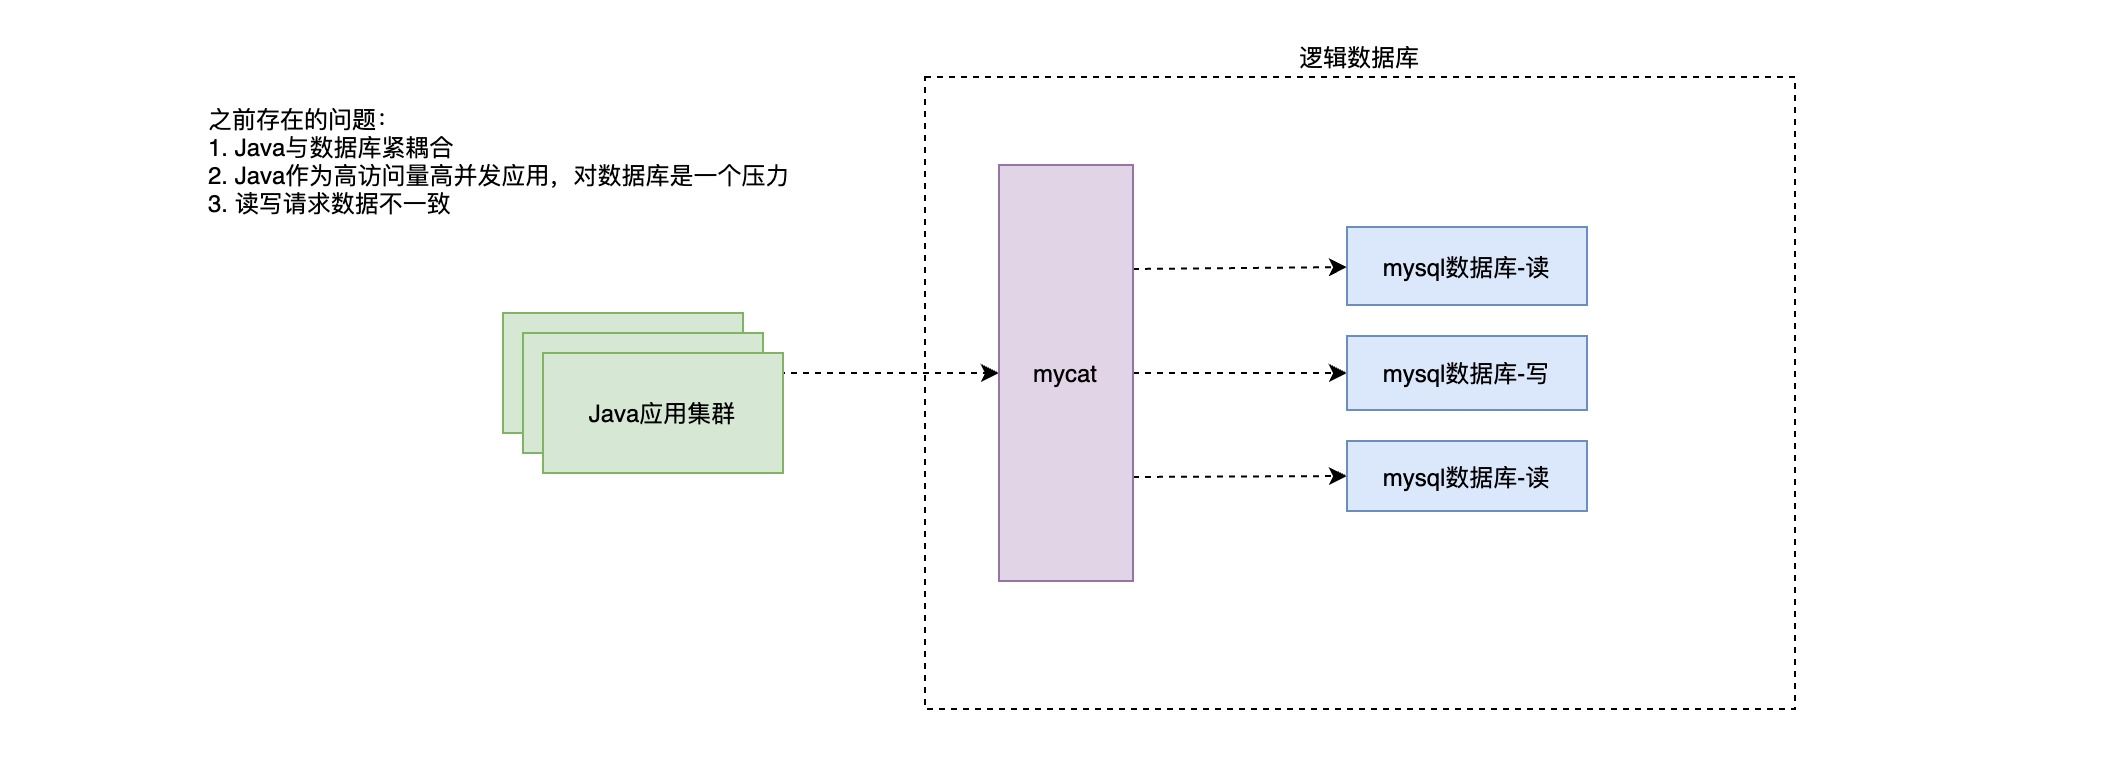 逻辑数据库
之前存在的问题：
1. Java与数据库紧耦合
2. Java作为高访问量高并发应用，对数据库是一个压力
3. 读写请求数据不一致
mysql数据库-读
mycat
mysql数据库-写
Java应用集群
mysql数据库-读